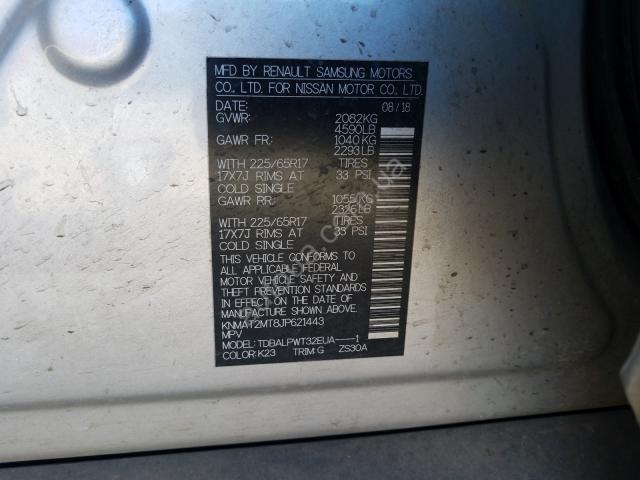 MFD BY RENAULT SAMSUNG MOTORS
CO., LTD. FOR NISSAN MOTOR CO., LTD.
DATE: 08/18
GVWR: 2082KG
4590LB
GAWR FR: 1040KG
2293LB
WITH 225/65R17 TIRES
17X7J RIMS AT 33 PSI
COLD SINGLE
GAWR RR: 1055KG
2326LB
WITH 225/65R17 TIRES
17X7J RIMS AT 33 PSI
COLD SINGLE
THIS VEHICLE CONFORMS TO
ALL APPLICABLE FEDERAL
MOTOR VEHICLE SAFETY AND
THEFT PREVENTION STANDARDS
IN EFFECT ON THE DATE OF
MANUFACTURE SHOWN ABOVE.
KNMAT2MT8JP621443
MPV
MODEL: TDBALPWT32EUA----1
COLOR: K23 TRIM: G ZS30A